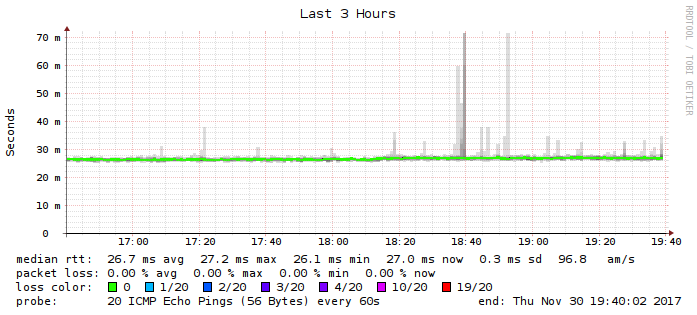 Last 3 Hours
RRDTOOL / TOBI OETIKER
Seconds
70 m
60 m
50 m
40 m
30 m
20 m
10 m
0
17:00 17:20 17:40 18:00 18:20 18:40 19:00 19:20 19:40
median rtt: 26.7 ms avg 27.2 ms max 26.1 ms min 27.0 ms now 0.3 ms sd 96.8 am/s
packet loss: 0.00 % avg 0.00 % max 0.00 % min 0.00 % now
loss color: 0 1/20 2/20 3/20 4/20 10/20 19/20
probe: 20 ICMP Echo Pings (56 Bytes) every 60s end: Thu Nov 30 19:40:02 2017